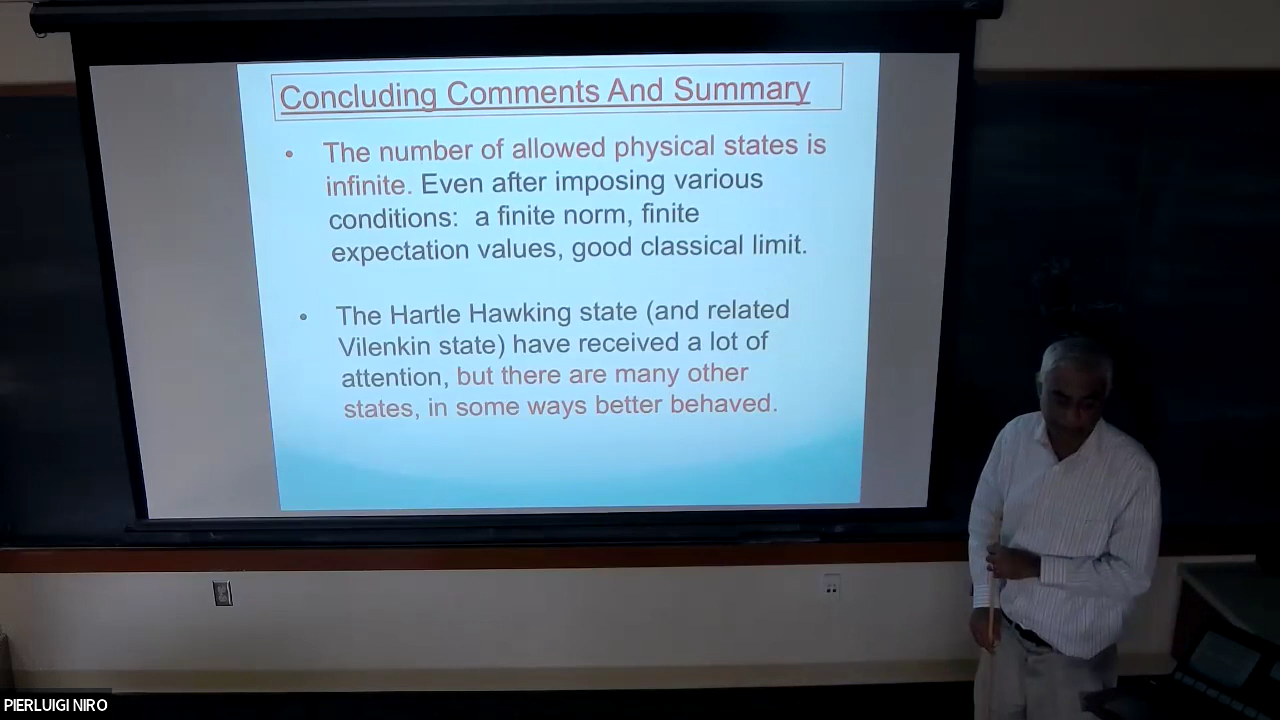 Concluding Comments And Summary
• The number of allowed physical states is
infinite. Even after imposing various
conditions: a finite norm, finite
expectation values, good classical limit.
• The Hartle Hawking state (and related
Vilenkin state) have received a lot of
attention, but there are many other
states, in some ways better behaved.
PIERLUIGI NIRO